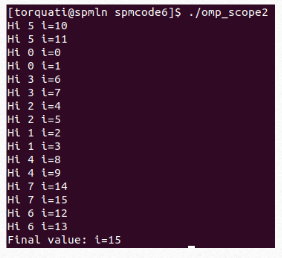 [torquati@spmln spmcode6]$ ./omp_scope2
Hi 5 i=10
Hi 5 i=11
Hi 0 i=0
Hi 0 i=1
Hi 3 i=6
Hi 3 i=7
Hi 2 i=4
Hi 2 i=5
Hi 1 i=2
Hi 1 i=3
Hi 4 i=8
Hi 4 i=9
Hi 7 i=14
Hi 7 i=15
Hi 6 i=12
Hi 6 i=13
Final value: i=15